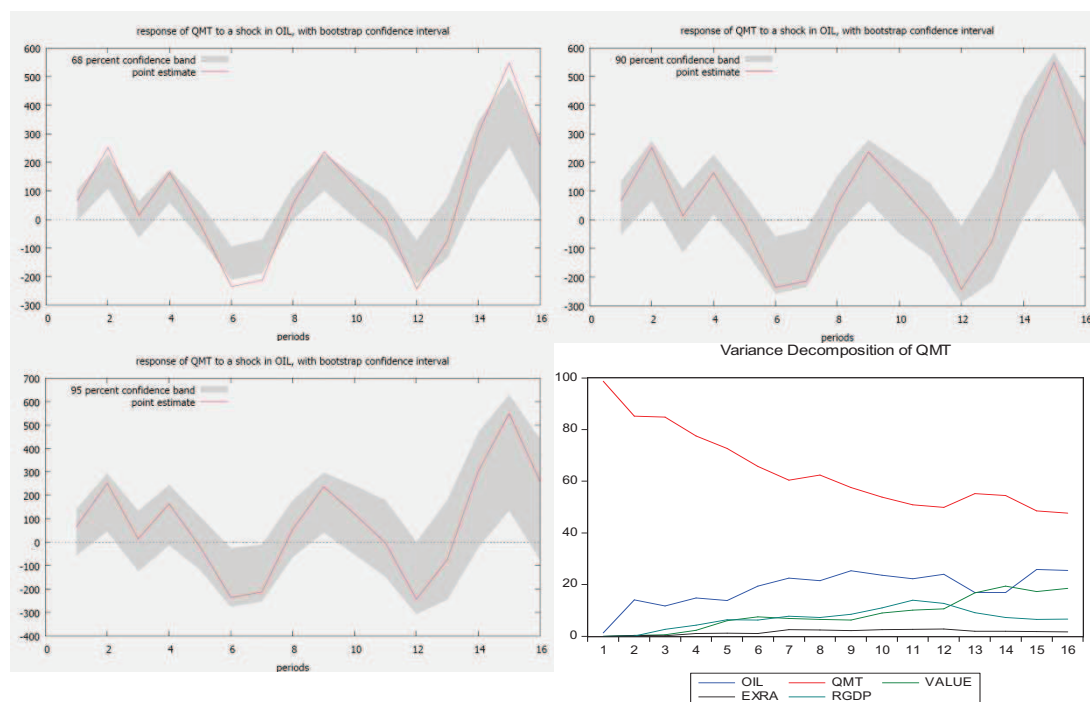 response of QMT to a shock in OIL, with bootstrap confidence interval
68 percent confidence band
point estimate
600
500
400
300
200
100
0
-100
-200
-300
0 2 4 6 8 10 12 14 16
periods
response of QMT to a shock in OIL, with bootstrap confidence interval
90 percent confidence band
point estimate
600
500
400
300
200
100
0
-100
-200
-300
0 2 4 6 8 10 12 14 16
periods
response of QMT to a shock in OIL, with bootstrap confidence interval
95 percent confidence band
point estimate
700
600
500
400
300
200
100
0
-100
-200
-300
-400
0 2 4 6 8 10 12 14 16
periods
Variance Decomposition of QMT
100
80
60
40
20
0
1 2 3 4 5 6 7 8 9 10 11 12 13 14 15 16
OIL QMT VALUE
EXRA RGDP